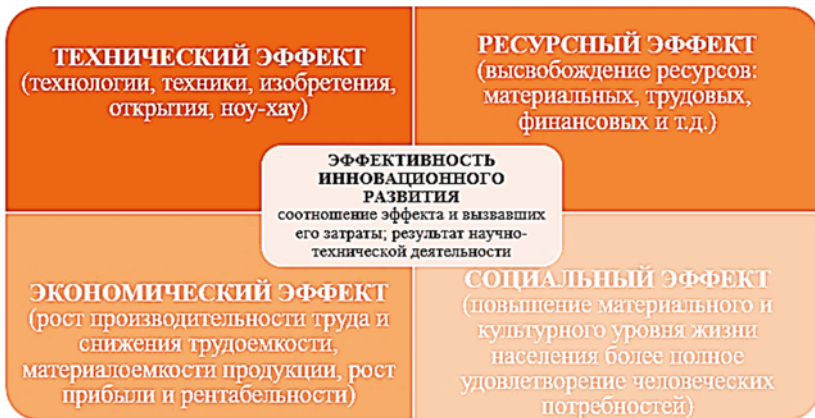 ТЕХНИЧЕСКИЙ ЭФФЕКТ
(технологии, техники, изобретения,
открытия, ноу-хау)
РЕСУРСНЫЙ ЭФФЕКТ
(высвобождение ресурсов:
материальных, трудовых,
финансовых и т.д.)
ЭФФЕКТИВНОСТЬ
ИННОВАЦИОННОГО
РАЗВИТИЯ
соотношение эффекта и вызвавших
его затраты; результат научно-
технической деятельности
ЭКОНОМИЧЕСКИЙ ЭФФЕКТ
(рост производительности труда и
снижения трудоемкости,
материалоемкости продукции, рост
прибыли и рентабельности)
СОЦИАЛЬНЫЙ ЭФФЕКТ
(повышение материального и
культурного уровня жизни
населения более полное
удовлетворение человеческих
потребностей)